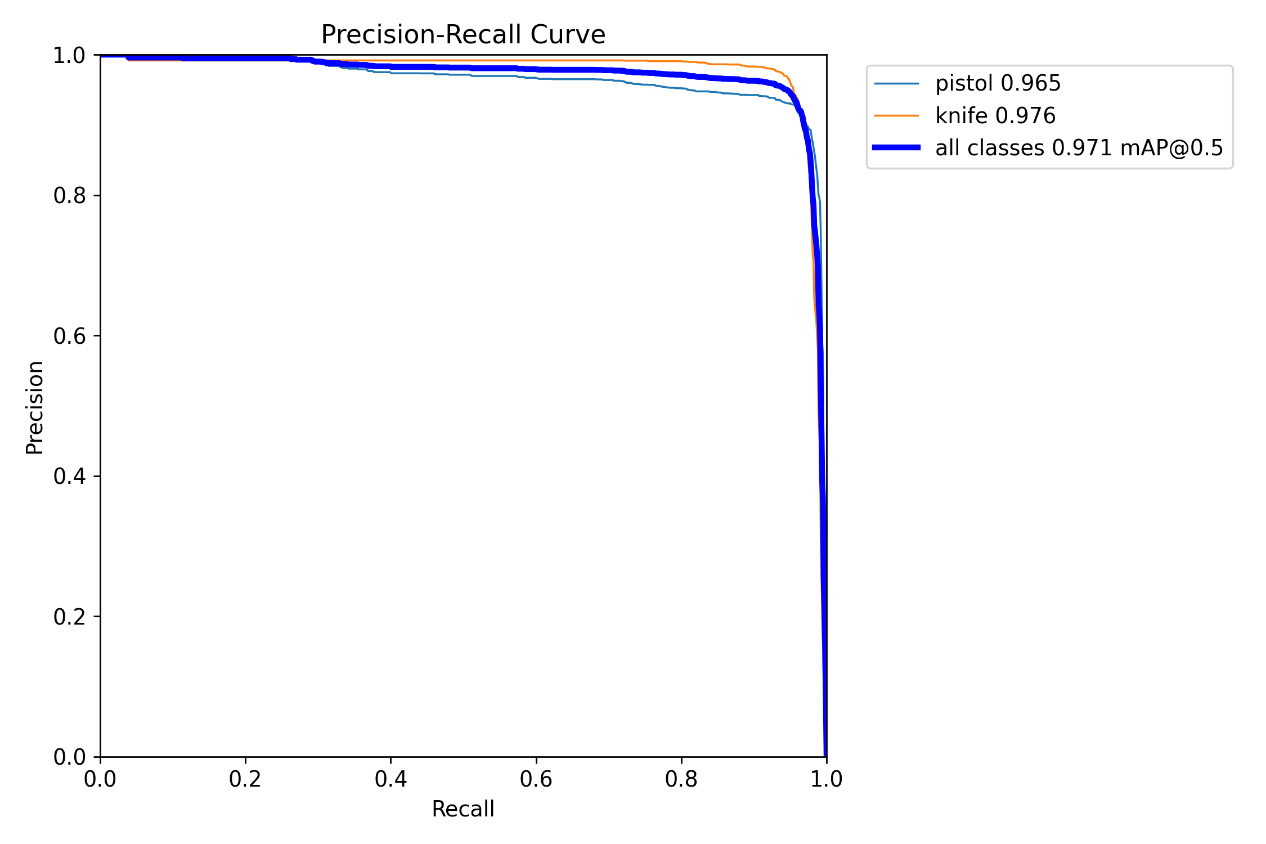 Precision-Recall Curve
1.0
0.8
0.6
0.4
0.2
0.0
Precision
0.0 0.2 0.4 0.6 0.8 1.0
Recall
pistol 0.965
knife 0.976
all classes 0.971 mAP@0.5